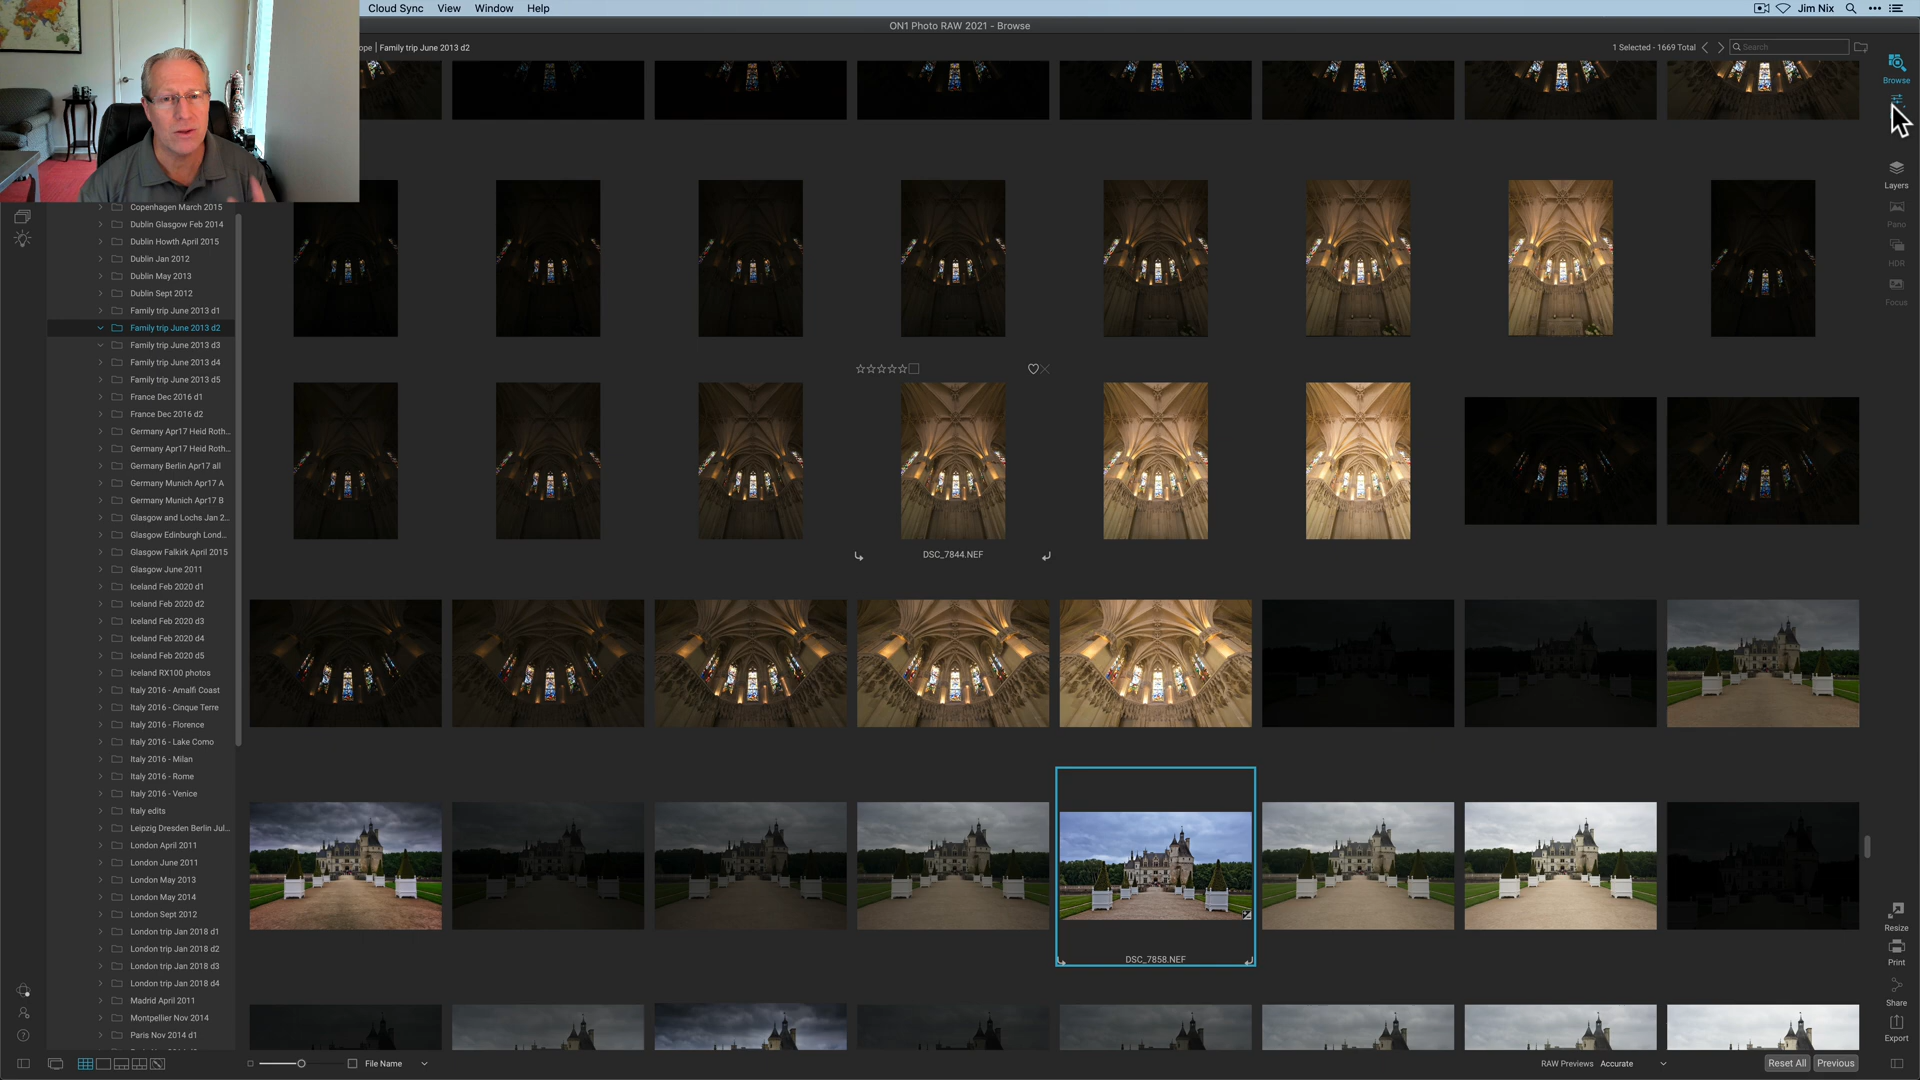 Cloud Sync View Window Help
Jim Nix
ON1 Photo RAW 2021 - Browse
ope | Family trip June 2013 d2
1 Selected - 1669 Total
Search
Browse
Layers
Pano
HDR
Focus
Copenhagen March 2015
Dublin Glasgow Feb 2014
Dublin Howth April 2015
Dublin Jan 2012
Dublin May 2013
Dublin Sept 2012
Family trip June 2013 d1
Family trip June 2013 d2
Family trip June 2013 d3
Family trip June 2013 d4
Family trip June 2013 d5
France Dec 2016 d1
France Dec 2016 d2
Germany Apr17 Heid Roth...
Germany Apr17 Heid Roth...
Germany Berlin Apr17 all
Germany Munich Apr17 A
Germany Munich Apr17 B
Glasgow and Lochs Jan 2...
Glasgow Edinburgh Lond...
Glasgow Falkirk April 2015
Glasgow June 2011
Iceland Feb 2020 d1
Iceland Feb 2020 d2
Iceland Feb 2020 d3
Iceland Feb 2020 d4
Iceland Feb 2020 d5
Iceland RX100 photos
Italy 2016 - Amalfi Coast
Italy 2016 - Cinque Terre
Italy 2016 - Florence
Italy 2016 - Lake Como
Italy 2016 - Milan
Italy 2016 - Rome
Italy 2016 - Venice
Italy edits
Leipzig Dresden Berlin Jul...
London April 2011
London June 2011
London May 2013
London May 2014
London Sept 2012
London trip Jan 2018 d1
London trip Jan 2018 d2
London trip Jan 2018 d3
London trip Jan 2018 d4
Madrid April 2011
Montpellier Nov 2014
Paris Nov 2014 d1
DSC_7844.NEF
DSC_7858.NEF
Resize
Print
Share
Export
File Name
RAW Previews Accurate
Reset All Previous